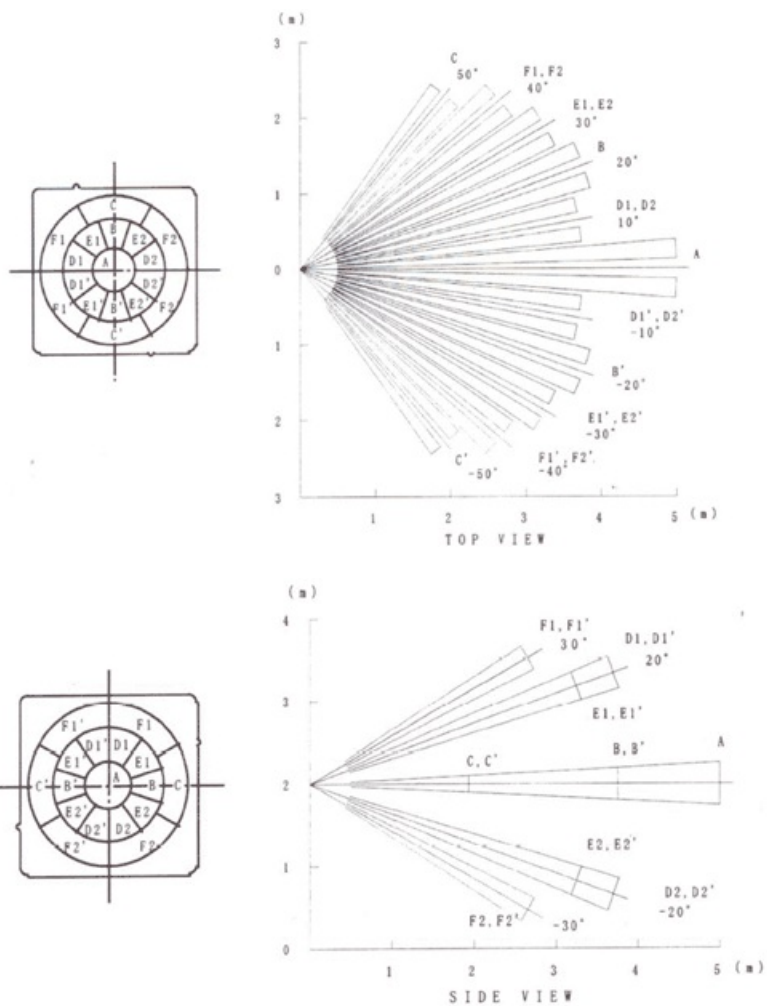 (m)
3
2
1
0
1
2
3
C
50°
F1, F2
40°
E1, E2
30°
B
20°
D1, D2
10°
A
D1', D2'
-10°
B'
-20°
E1', E2'
-30°
F1', F2'
-40°
C'
-50°
1 2 3 4 5 (m)
TOP VIEW
C
F1 B F2
E1 E2
D1 A D2
D1' D2'
F1' E1' B' E2' F2'
C'
(m)
4
3
2
1
0
F1, F1'
30°
D1, D1'
20°
E1, E1'
C, C'
B, B'
A
E2, E2'
D2, D2'
-20°
F2, F2'
-30°
1 2 3 4 5 (m)
SIDE VIEW
F1' F1
D1' D1
E1' E1
C' B' A B C
E2' E2
D2' D2
F2' F2